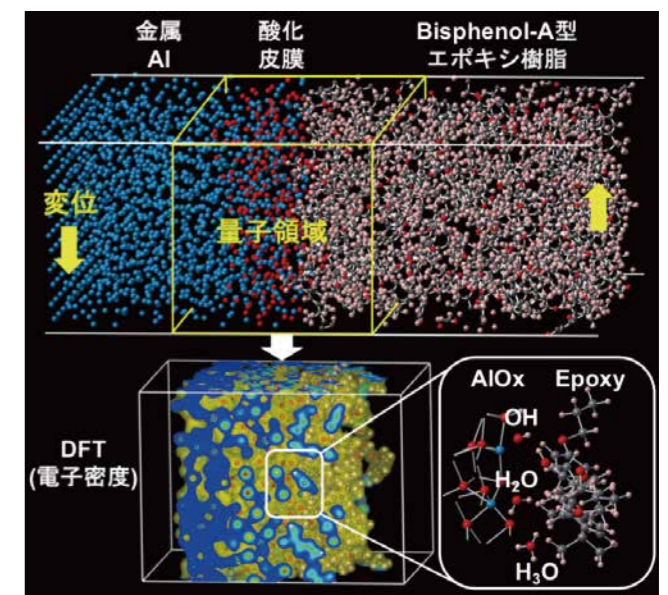 金属
Al
酸化
皮膜
Bisphenol-A型
エポキシ樹脂
変位
量子領域
DFT
(電子密度)
AlOx
Epoxy
OH
H₂O
H₃O